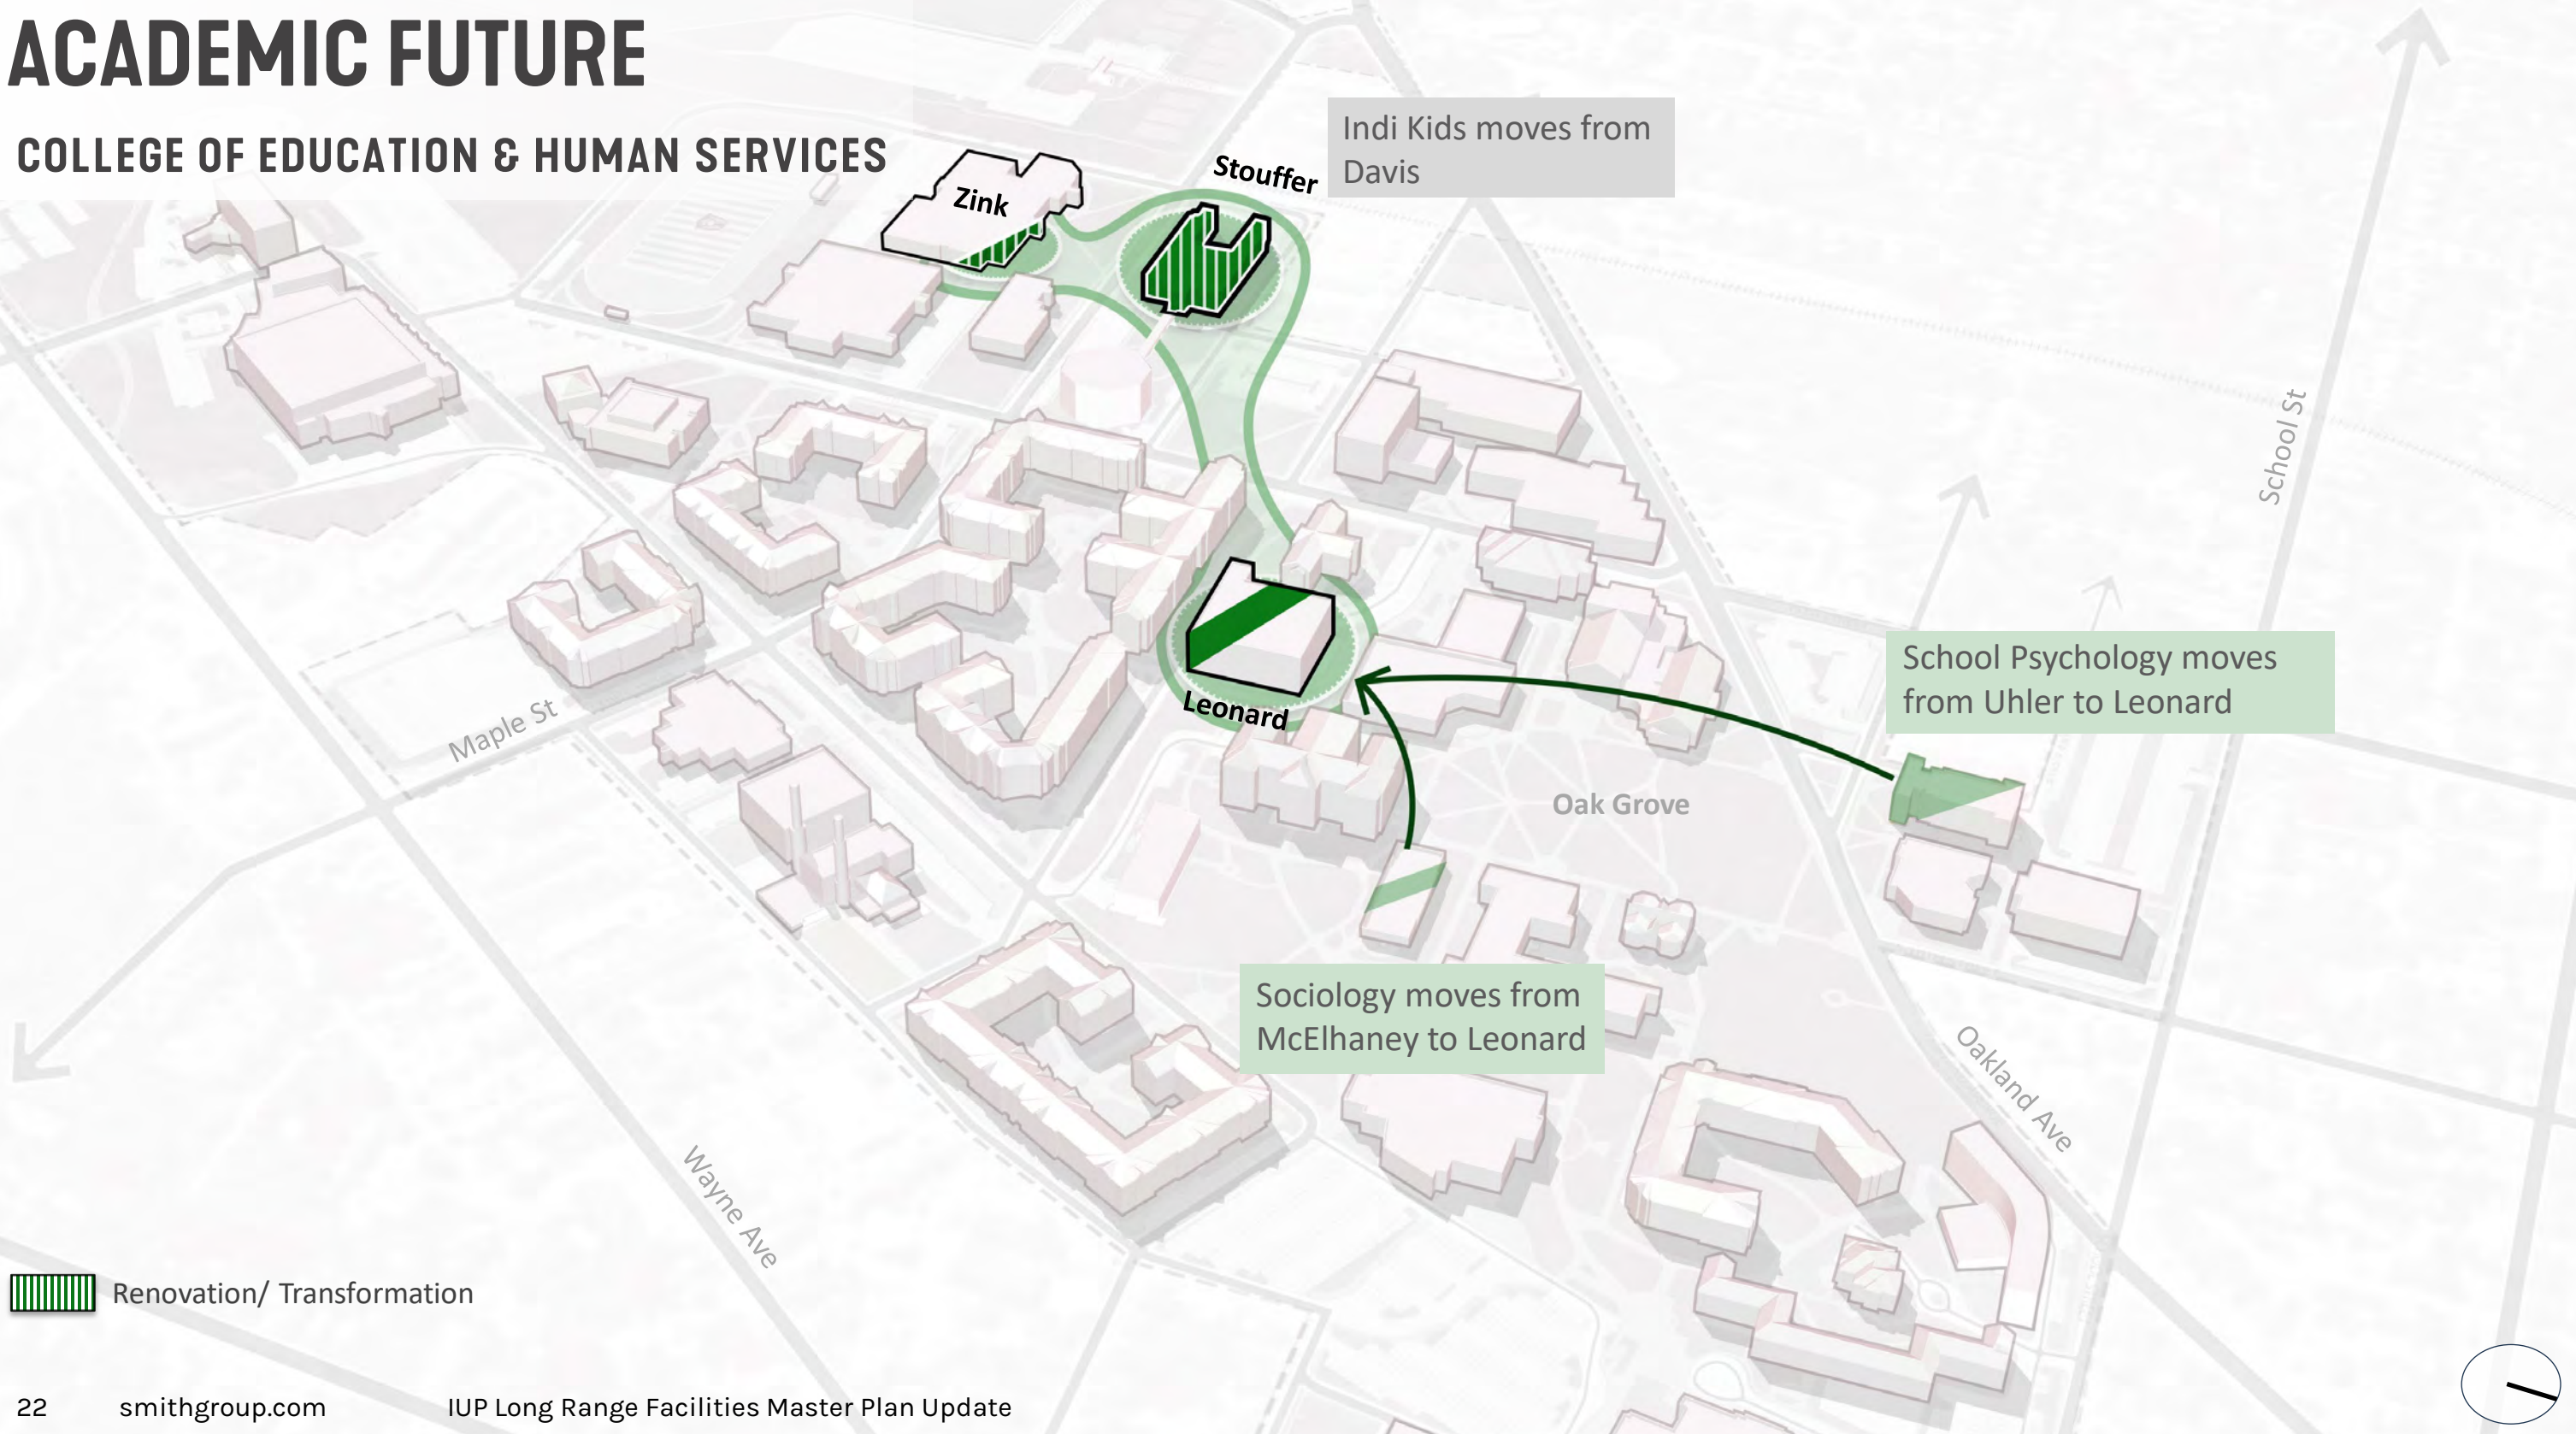 ACADEMIC FUTURE
COLLEGE OF EDUCATION & HUMAN SERVICES
Indi Kids moves from
Davis
Stouffer
Zink
School St
School Psychology moves
from Uhler to Leonard
Leonard
Maple St
Oak Grove
Sociology moves from
McElhaney to Leonard
Oakland Ave
Wayne Ave
Renovation/ Transformation
22 smithgroup.com IUP Long Range Facilities Master Plan Update